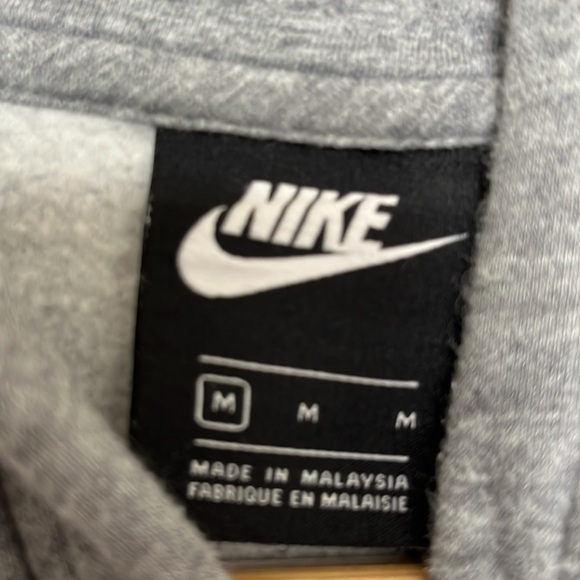 NIKE
M M M
MADE IN MALAYSIA
FABRIQUE EN MALAISIE